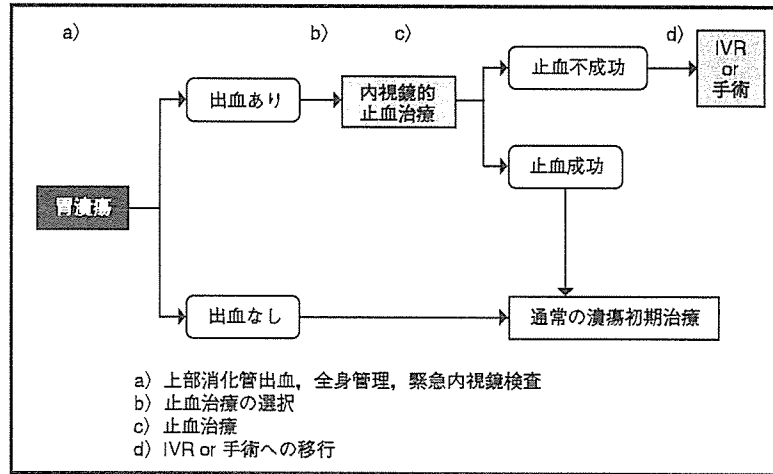 a)
b)
c)
d)
出血あり
内視鏡的
止血治療
止血不成功
IVR
or
手術
止血成功
胃潰瘍
出血なし
通常の潰瘍初期治療
a) 上部消化管出血，全身管理，緊急内視鏡検査
b) 止血治療の選択
c) 止血治療
d) IVR or 手術への移行